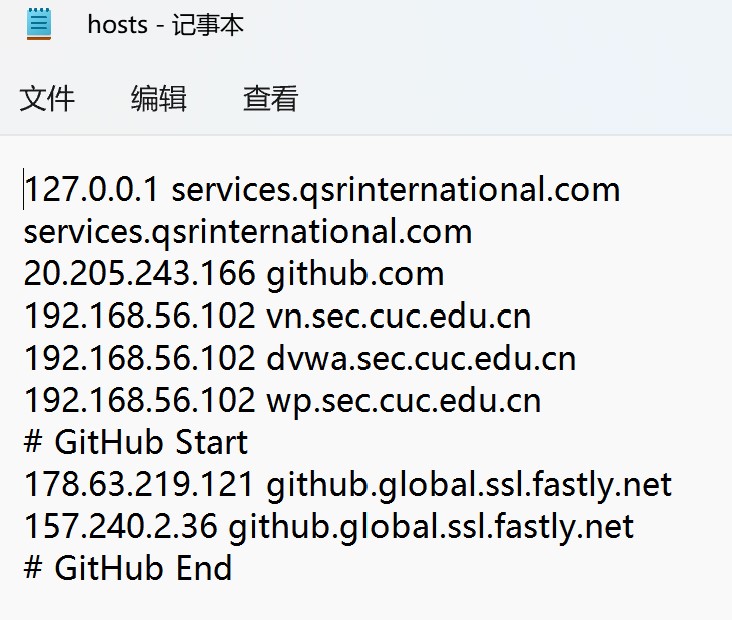 hosts - 记事本
文件 编辑 查看
127.0.0.1 services.qsrinternational.com
services.qsrinternational.com
20.205.243.166 github.com
192.168.56.102 vn.sec.cuc.edu.cn
192.168.56.102 dvwa.sec.cuc.edu.cn
192.168.56.102 wp.sec.cuc.edu.cn
# GitHub Start
178.63.219.121 github.global.ssl.fastly.net
157.240.2.36 github.global.ssl.fastly.net
# GitHub End